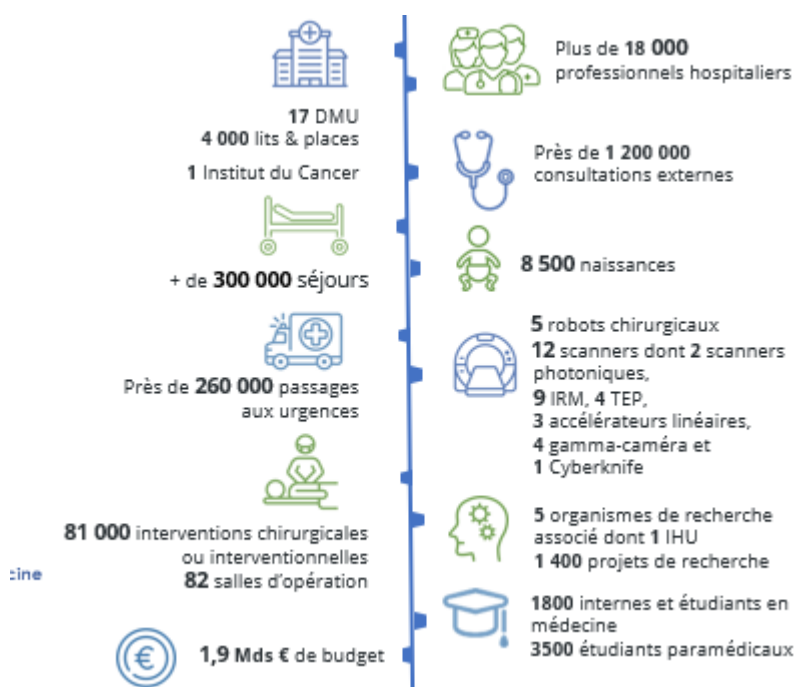 17 DMU
4 000 lits & places
1 Institut du Cancer
+ de 300 000 séjours
Près de 260 000 passages
aux urgences
81 000 interventions chirurgicales
ou interventionnelles
82 salles d'opération
cine
1,9 Mds € de budget
Plus de 18 000
professionnels hospitaliers
Près de 1 200 000
consultations externes
8 500 naissances
5 robots chirurgicaux
12 scanners dont 2 scanners
photoniques,
9 IRM, 4 TEP,
3 accélérateurs linéaires,
4 gamma-caméra et
1 Cyberknife
5 organismes de recherche
associé dont 1 IHU
1 400 projets de recherche
1800 internes et étudiants en
médecine
3500 étudiants paramédicaux